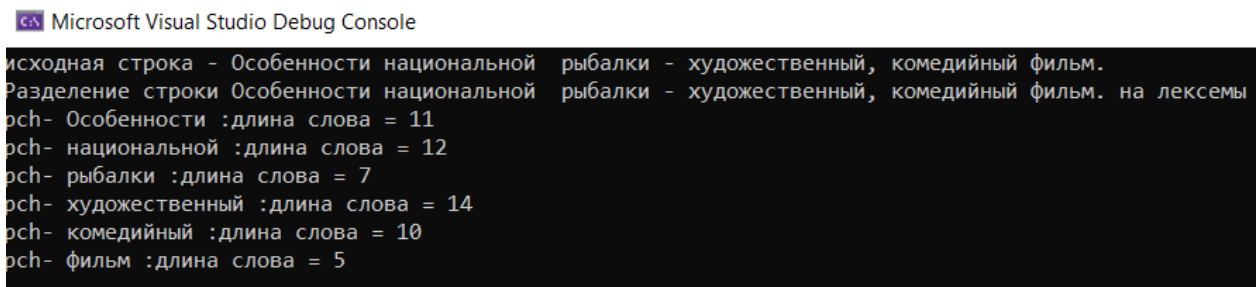 Microsoft Visual Studio Debug Console
исходная строка - Особенности национальной  рыбалки - художественный, комедийный фильм.
Разделение строки Особенности национальной  рыбалки - художественный, комедийный фильм. на лексемы
pch- Особенности :длина слова = 11
pch- национальной :длина слова = 12
pch- рыбалки :длина слова = 7
pch- художественный :длина слова = 14
pch- комедийный :длина слова = 10
pch- фильм :длина слова = 5